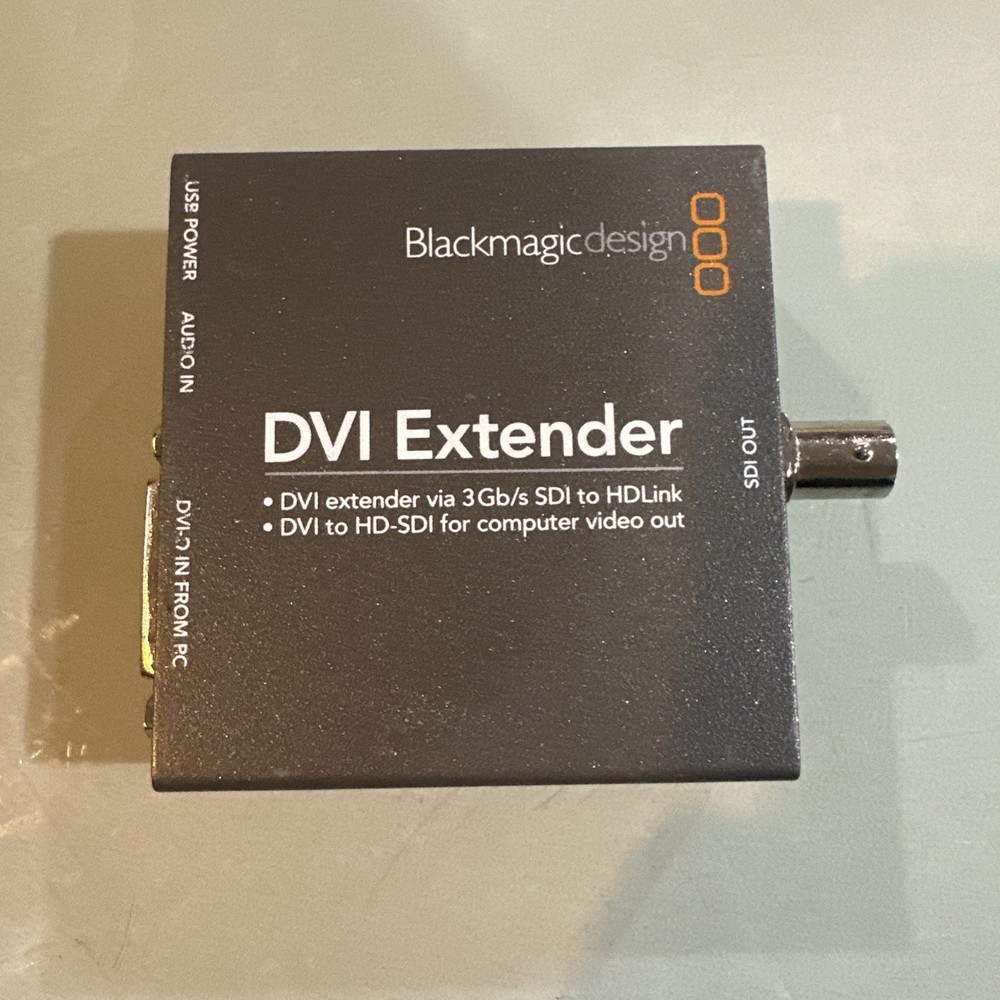 Blackmagicdesign
USB POWER
AUDIO IN
DVI-D IN FROM PC
DVI Extender
• DVI extender via 3Gb/s SDI to HDLink
• DVI to HD-SDI for computer video out
SDI OUT